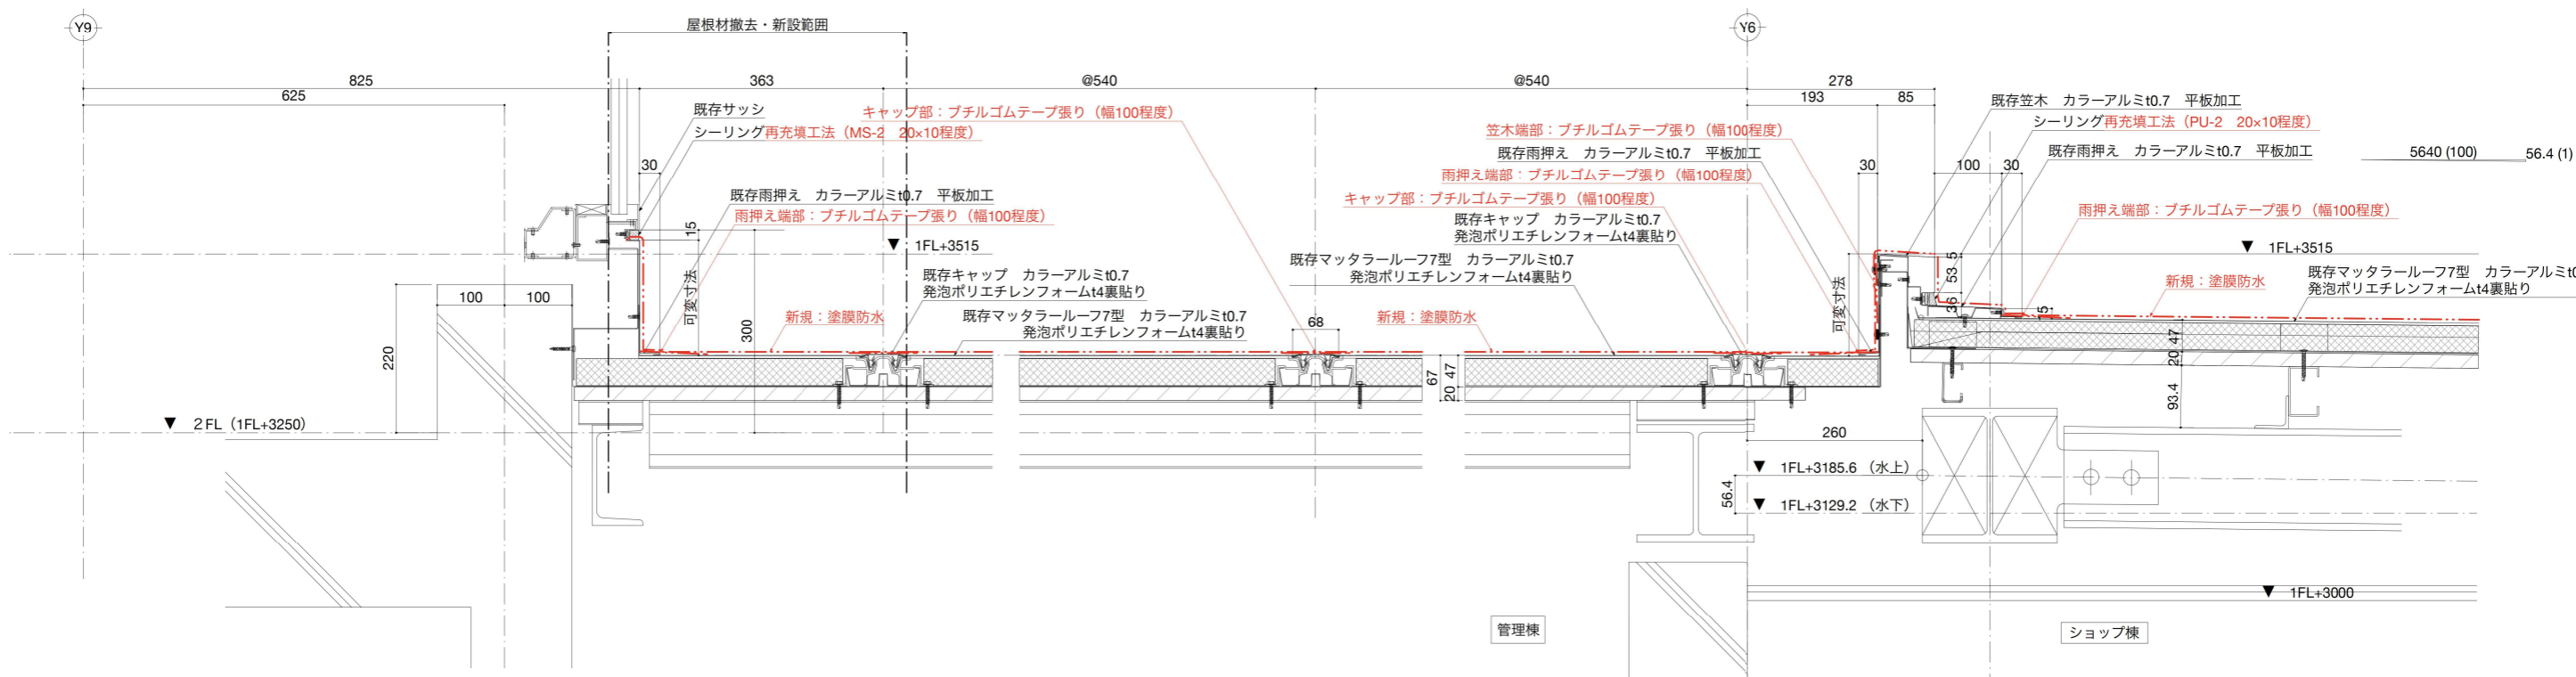 Y9
屋根材撤去・新設範囲
Y6
825
363
@540
@540
278
625
193
85
既存サッシ
シーリング再充填工法（MS-2　20×10程度）
キャップ部：ブチルゴムテープ張り（幅100程度）
笠木端部：ブチルゴムテープ張り（幅100程度）
既存雨押え　カラーアルミt0.7　平板加工
雨押え端部：ブチルゴムテープ張り（幅100程度）
キャップ部：ブチルゴムテープ張り（幅100程度）
既存キャップ　カラーアルミt0.7
発泡ポリエチレンフォームt4裏貼り
既存マッタラールーフ7型　カラーアルミt0.7
発泡ポリエチレンフォームt4裏貼り
既存笠木　カラーアルミt0.7　平板加工
シーリング再充填工法（PU-2　20×10程度）
既存雨押え　カラーアルミt0.7　平板加工
5640 (100)
56.4 (1)
30
30
100
30
既存雨押え　カラーアルミt0.7　平板加工
雨押え端部：ブチルゴムテープ張り（幅100程度）
雨押え端部：ブチルゴムテープ張り（幅100程度）
15
1FL+3515
1FL+3515
既存キャップ　カラーアルミt0.7
発泡ポリエチレンフォームt4裏貼り
既存マッタラールーフ7型　カラーアルミt0.7
発泡ポリエチレンフォームt4裏貼り
既存マッタラールーフ7型　カラーアルミt0
発泡ポリエチレンフォームt4裏貼り
可変寸法
300
可変寸法
5
53
36
15
100
100
新規：塗膜防水
68
新規：塗膜防水
新規：塗膜防水
220
67
47
20
47
20
93.4
２FL（1FL+3250）
260
1FL+3185.6 （水上）
56.4
1FL+3129.2 （水下）
1FL+3000
管理棟
ショップ棟